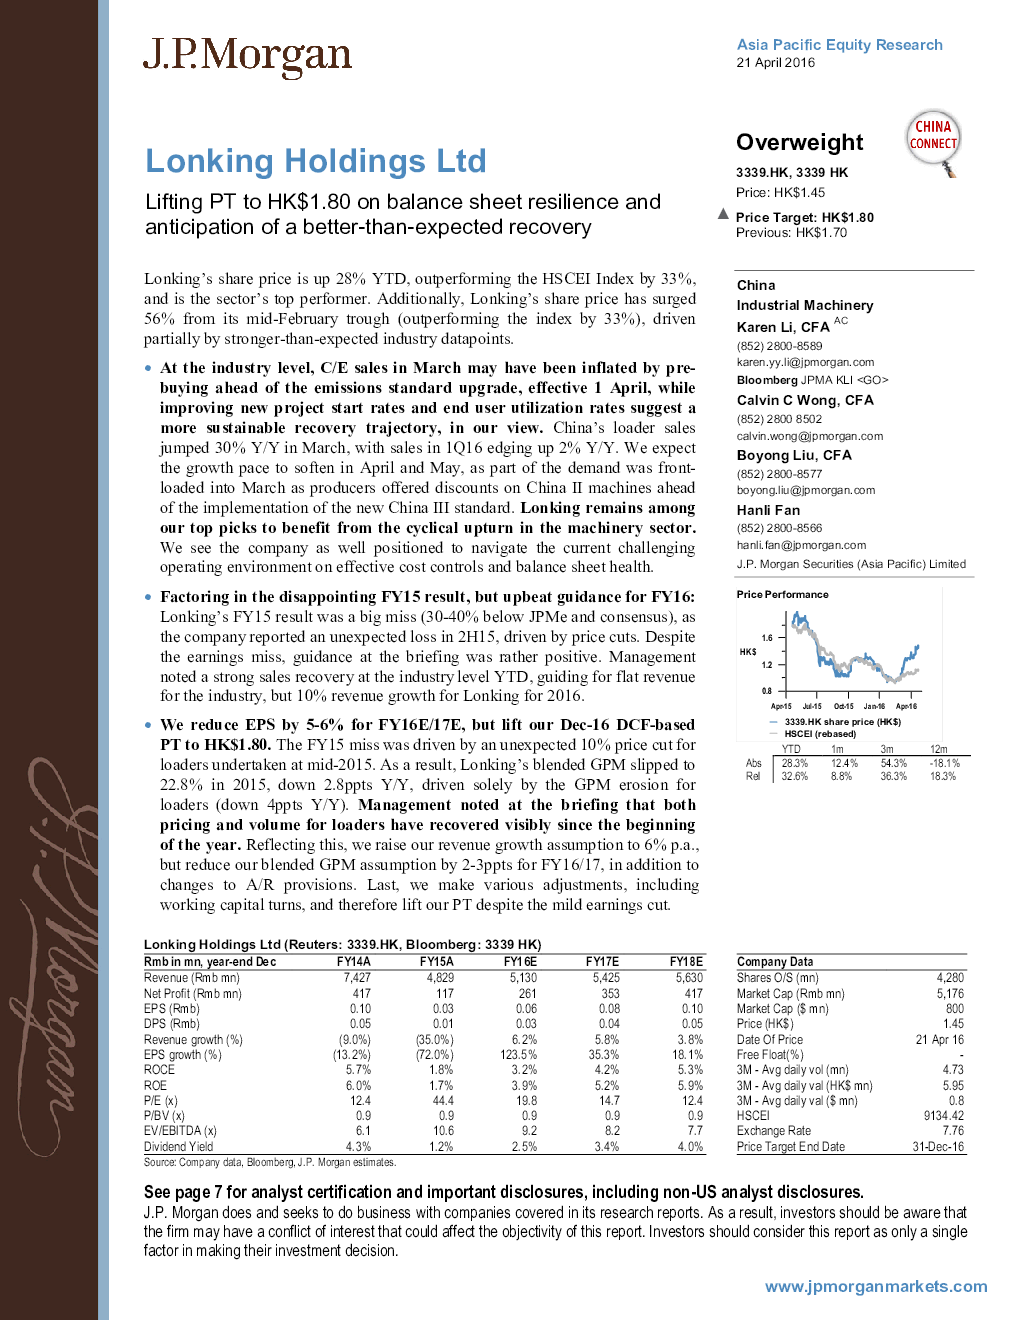 J.P.Morgan
Asia Pacific Equity Research
21 April 2016
Lonking Holdings Ltd
Lifting PT to HK$1.80 on balance sheet resilience and
anticipation of a better-than-expected recovery
Overweight
CHINA
CONNECT
3339.HK, 3339 HK
Price: HK$1.45
▲ Price Target: HK$1.80
Previous: HK$1.70
Lonking's share price is up 28% YTD, outperforming the HSCEI Index by 33%,
and is the sector's top performer. Additionally, Lonking's share price has surged
56% from its mid-February trough (outperforming the index by 33%), driven
partially by stronger-than-expected industry datapoints.
• At the industry level, C/E sales in March may have been inflated by pre-
buying ahead of the emissions standard upgrade, effective 1 April, while
improving new project start rates and end user utilization rates suggest a
more sustainable recovery trajectory, in our view. China's loader sales
jumped 30% Y/Y in March, with sales in 1Q16 edging up 2% Y/Y. We expect
the growth pace to soften in April and May, as part of the demand was front-
loaded into March as producers offered discounts on China II machines ahead
of the implementation of the new China III standard. Lonking remains among
our top picks to benefit from the cyclical upturn in the machinery sector.
We see the company as well positioned to navigate the current challenging
operating environment on effective cost controls and balance sheet health.
• Factoring in the disappointing FY15 result, but upbeat guidance for FY16:
Lonking's FY15 result was a big miss (30-40% below JPMe and consensus), as
the company reported an unexpected loss in 2H15, driven by price cuts. Despite
the earnings miss, guidance at the briefing was rather positive. Management
noted a strong sales recovery at the industry level YTD, guiding for flat revenue
for the industry, but 10% revenue growth for Lonking for 2016.
• We reduce EPS by 5-6% for FY16E/17E, but lift our Dec-16 DCF-based
PT to HK$1.80. The FY15 miss was driven by an unexpected 10% price cut for
loaders undertaken at mid-2015. As a result, Lonking's blended GPM slipped to
22.8% in 2015, down 2.8ppts Y/Y, driven solely by the GPM erosion for
loaders (down 4ppts Y/Y). Management noted at the briefing that both
pricing and volume for loaders have recovered visibly since the beginning
of the year. Reflecting this, we raise our revenue growth assumption to 6% p.a.,
but reduce our blended GPM assumption by 2-3ppts for FY16/17, in addition to
changes to A/R provisions. Last, we make various adjustments, including
working capital turns, and therefore lift our PT despite the mild earnings cut.
China
Industrial Machinery
Karen Li, CFA AC
(852) 2800-8589
karen.yy.li@jpmorgan.com
Bloomberg JPMA KLI <GO>
Calvin C Wong, CFA
(852) 2800 8502
calvin.wong@jpmorgan.com
Boyong Liu, CFA
(852) 2800-8577
boyong.liu@jpmorgan.com
Hanli Fan
(852) 2800-8566
hanli.fan@jpmorgan.com
J.P. Morgan Securities (Asia Pacific) Limited
Price Performance
1.6
HK$
1.2
0.8
Apr-15 Jul-15 Oct-15 Jan-16 Apr-16
3339.HK share price (HK$)
HSCEI (rebased)
YTD 1m 3m 12m
Abs 28.3% 12.4% 54.3% -18.1%
Rel 32.6% 8.8% 36.3% 18.3%
Lonking Holdings Ltd (Reuters: 3339.HK, Bloomberg: 3339 HK)
Rmb in mn, year-end Dec FY14A FY15A FY16E FY17E FY18E
Revenue (Rmb mn) 7,427 4,829 5,130 5,425 5,630
Net Profit (Rmb mn) 417 117 261 353 417
EPS (Rmb) 0.10 0.03 0.06 0.08 0.10
DPS (Rmb) 0.05 0.01 0.03 0.04 0.05
Revenue growth (%) (9.0%) (35.0%) 6.2% 5.8% 3.8%
EPS growth (%) (13.2%) (72.0%) 123.5% 35.3% 18.1%
ROCE 5.7% 1.8% 3.2% 4.2% 5.3%
ROE 6.0% 1.7% 3.9% 5.2% 5.9%
P/E (x) 12.4 44.4 19.8 14.7 12.4
P/BV (x) 0.9 0.9 0.9 0.9 0.9
EV/EBITDA (x) 6.1 10.6 9.2 8.2 7.7
Dividend Yield 4.3% 1.2% 2.5% 3.4% 4.0%
Source: Company data, Bloomberg, J.P. Morgan estimates.
Company Data
Shares O/S (mn) 4,280
Market Cap (Rmb mn) 5,176
Market Cap ($ mn) 800
Price (HK$) 1.45
Date Of Price 21 Apr 16
Free Float(%) -
3M - Avg daily vol (mn) 4.73
3M - Avg daily val (HK$ mn) 5.95
3M - Avg daily val ($ mn) 0.8
HSCEI 9134.42
Exchange Rate 7.76
Price Target End Date 31-Dec-16
See page 7 for analyst certification and important disclosures, including non-US analyst disclosures.
J.P. Morgan does and seeks to do business with companies covered in its research reports. As a result, investors should be aware that
the firm may have a conflict of interest that could affect the objectivity of this report. Investors should consider this report as only a single
factor in making their investment decision.
www.jpmorganmarkets.com
J.P.Morgan